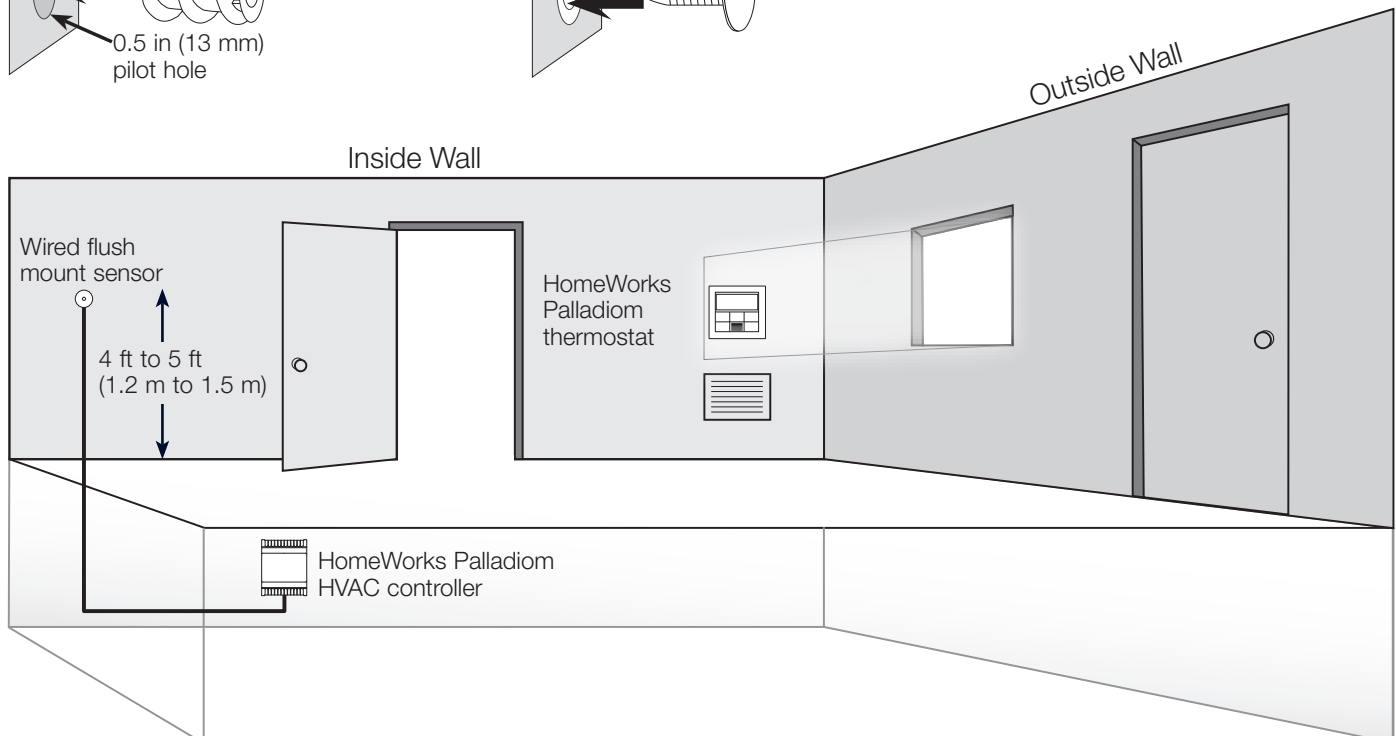 0.5 in (13 mm)
pilot hole
Outside Wall
Inside Wall
Wired flush
mount sensor
4 ft to 5 ft
(1.2 m to 1.5 m)
HomeWorks
Palladiom
thermostat
HomeWorks Palladiom
HVAC controller